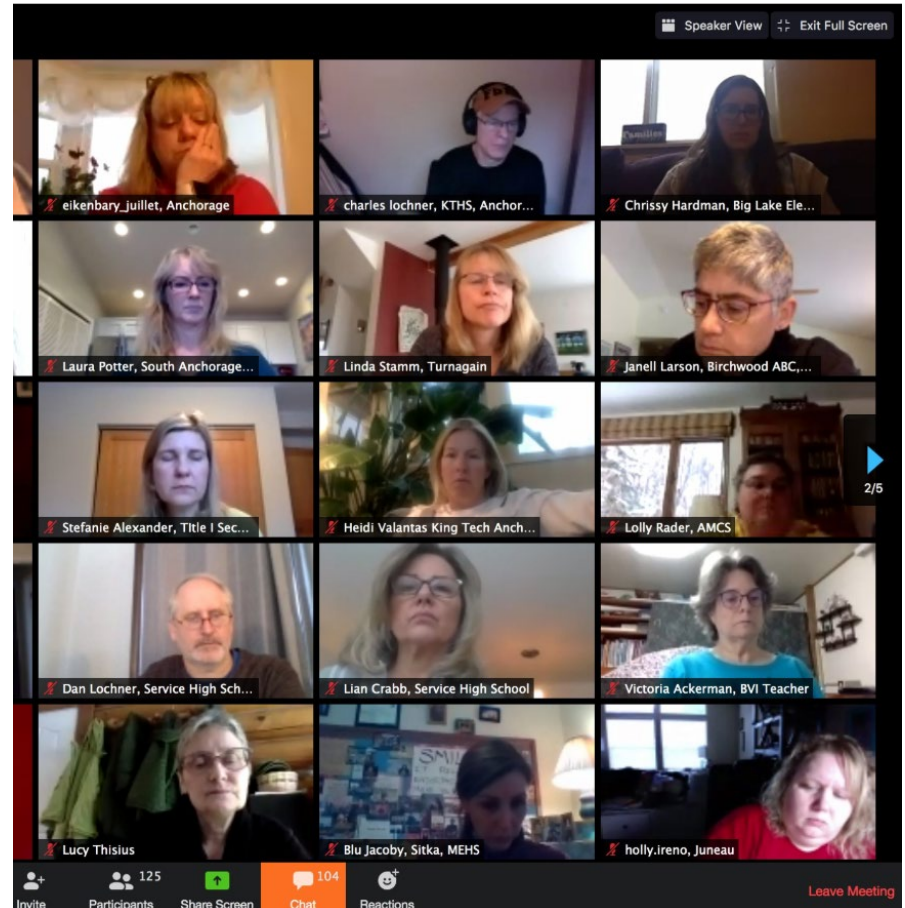 Speaker View
Exit Full Screen
eikenbary_juillet, Anchorage
charles lochner, KTHS, Anchor...
Families
Chrissy Hardman, Big Lake Ele...
Laura Potter, South Anchorage...
Linda Stamm, Turnagain
Janell Larson, Birchwood ABC,...
Stefanie Alexander, TItle I Sec...
Heidi Valantas King Tech Anch...
Lolly Rader, AMCS
2/5
Dan Lochner, Service High Sch...
Lian Crabb, Service High School
Victoria Ackerman, BVI Teacher
SMILE
Lucy Thisius
Blu Jacoby, Sitka, MEHS
holly.ireno, Juneau
Invite
Participants 125
Share Screen
Chat 104
Reactions
Leave Meeting